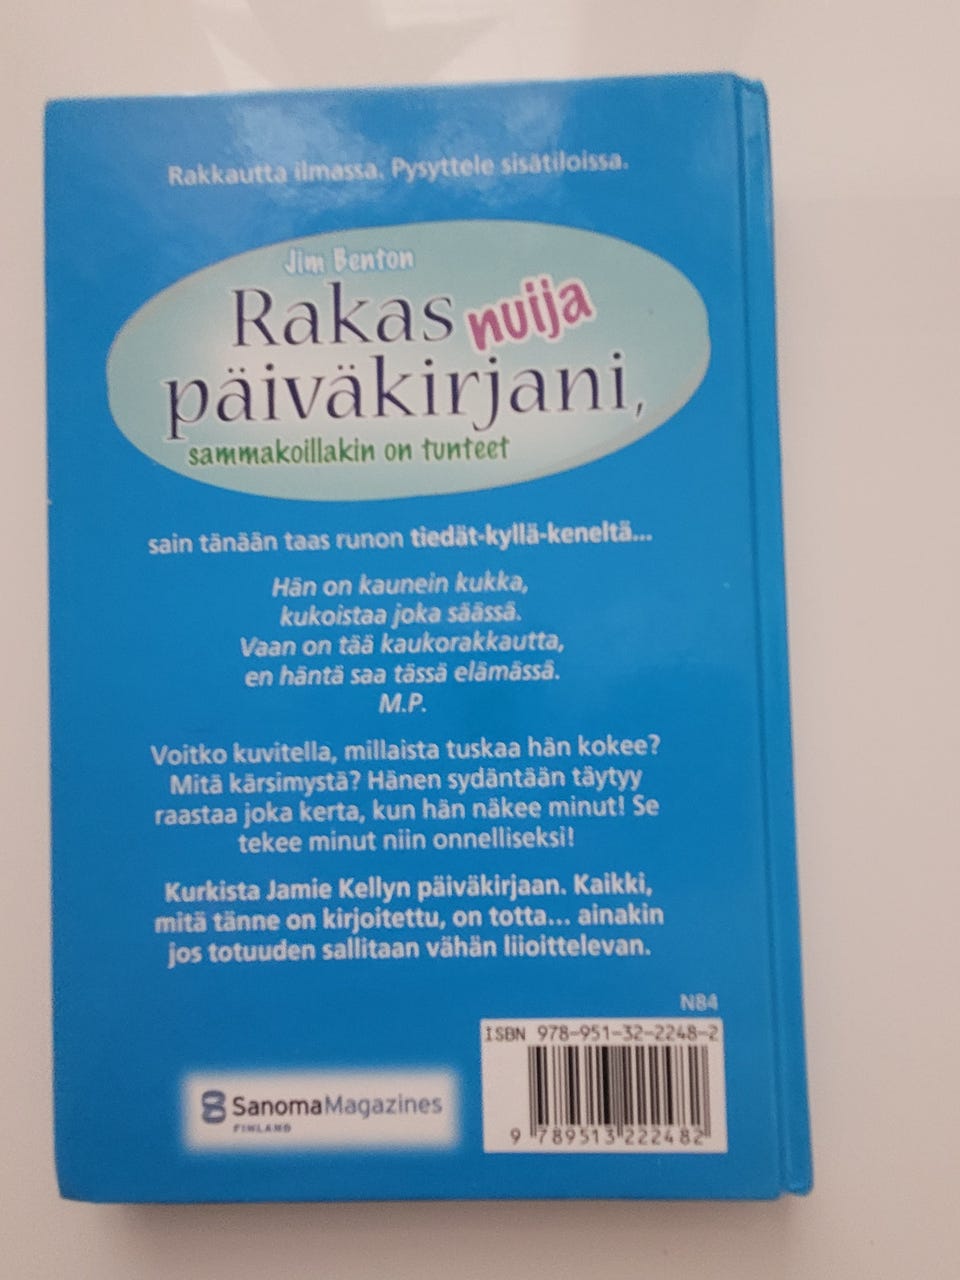 Rakkautta ilmassa. Pysyttele sisätiloissa.
Jim Benton
Rakas nuija
päiväkirjani,
sammakoillakin on tunteet
sain tänään taas runon tiedät-kyllä-keneltä...
Hän on kaunein kukka,
kukoistaa joka säässä.
Vaan on tää kaukorakkautta,
en häntä saa tässä elämässä.
M.P.
Voitko kuvitella, millaista tuskaa hän kokee?
Mitä kärsimystä? Hänen sydäntään täytyy
raastaa joka kerta, kun hän näkee minut! Se
tekee minut niin onnelliseksi!
Kurkista Jamie Kellyn päiväkirjaan. Kaikki,
mitä tänne on kirjoitettu, on totta... ainakin
jos totuuden sallitaan vähän liioittelevan.
N84
ISBN 978-951-32-2248-2
9 789513 222482
SanomaMagazines
FINLAND